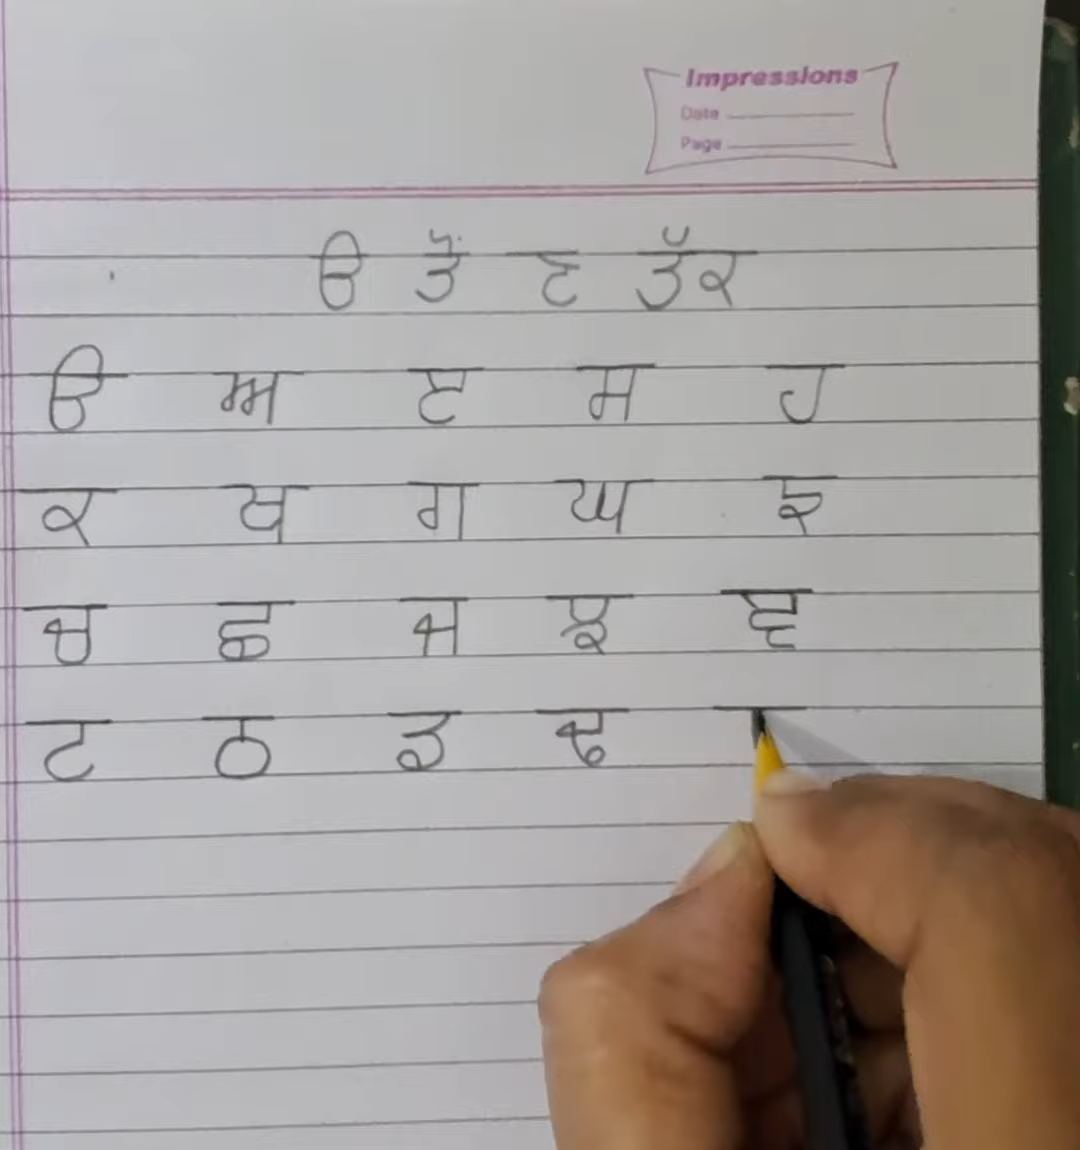 Impressions
Date
Page
ੳ ਤੋਂ ੲ ਤੱਕ
ੳ ਅ ੲ ਸ ਹ
ਕ ਖ ਗ ਘ ਙ
ਚ ਛ ਜ ਝ ਞ
ਟ ਠ ਡ ਢ